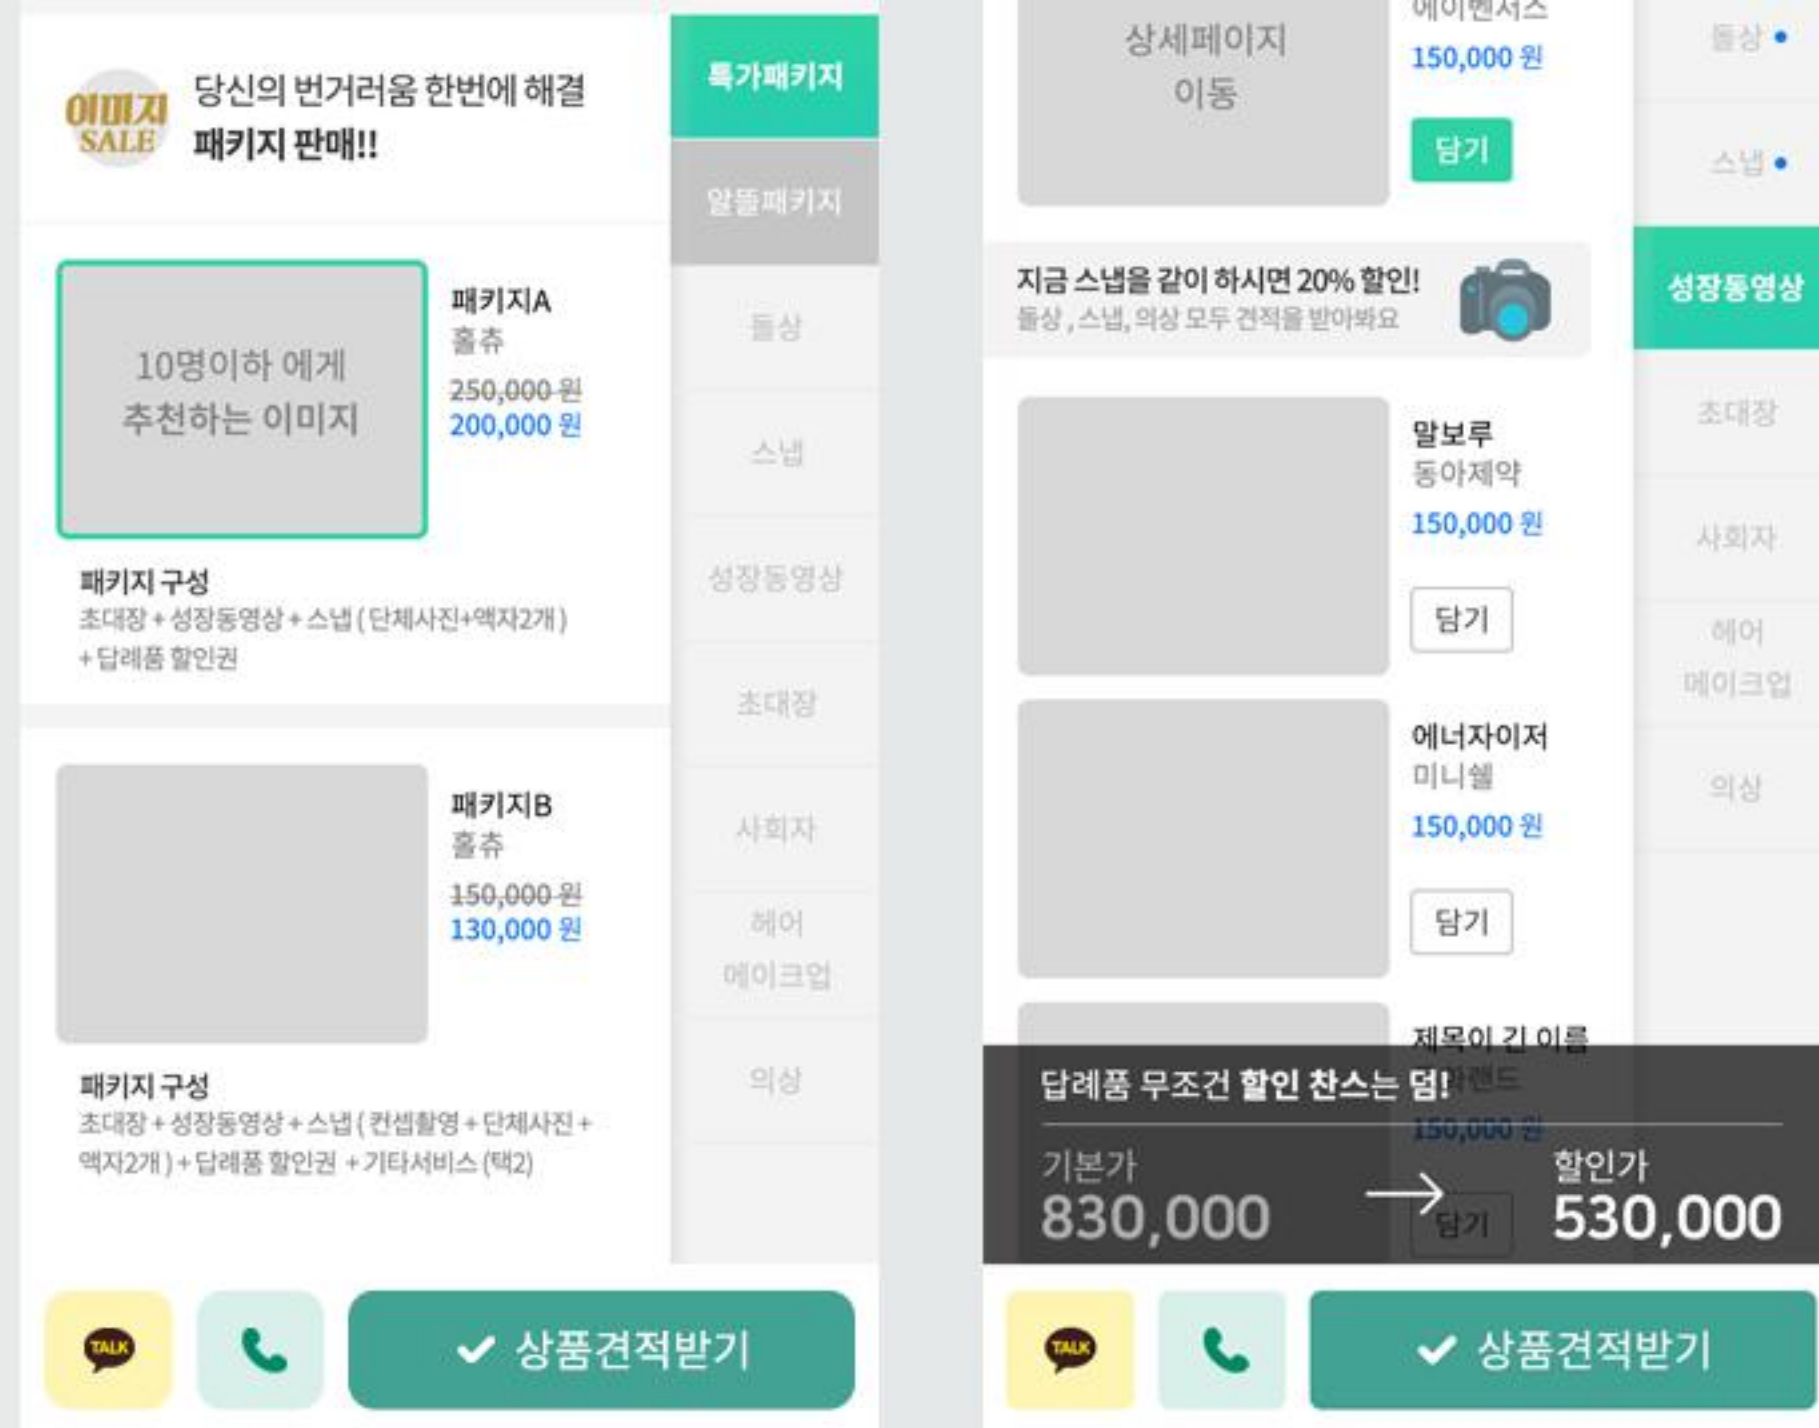 이미지
SALE
당신의 번거러움 한번에 해결
패키지 판매!!
10명이하 에게
추천하는 이미지
패키지A
홀츄
250,000 원
200,000 원
패키지 구성
초대장 + 성장동영상 + 스냅 ( 단체사진+액자2개 )
+ 답례품 할인권
패키지B
홀츄
150,000 원
130,000 원
패키지 구성
초대장 + 성장동영상 + 스냅 ( 컨셉촬영 + 단체사진 +
액자2개 ) + 답례품 할인권 + 기타서비스 (택2)
특가패키지
알뜰패키지
돌상
스냅
성장동영상
초대장
사회자
헤어
메이크업
의상
TALK
상품견적받기
상세페이지
이동
에이벤저스
150,000 원
담기
지금 스냅을 같이 하시면 20% 할인!
돌상 , 스냅, 의상 모두 견적을 받아봐요
말보루
동아제약
150,000 원
담기
에너자이저
미니쉘
150,000 원
담기
제목이 긴 이름
150,000 원
담기
돌상
스냅
성장동영상
초대장
사회자
헤어
메이크업
의상
답례품 무조건 할인 찬스는 덤!
기본가
830,000
할인가
530,000
TALK
상품견적받기